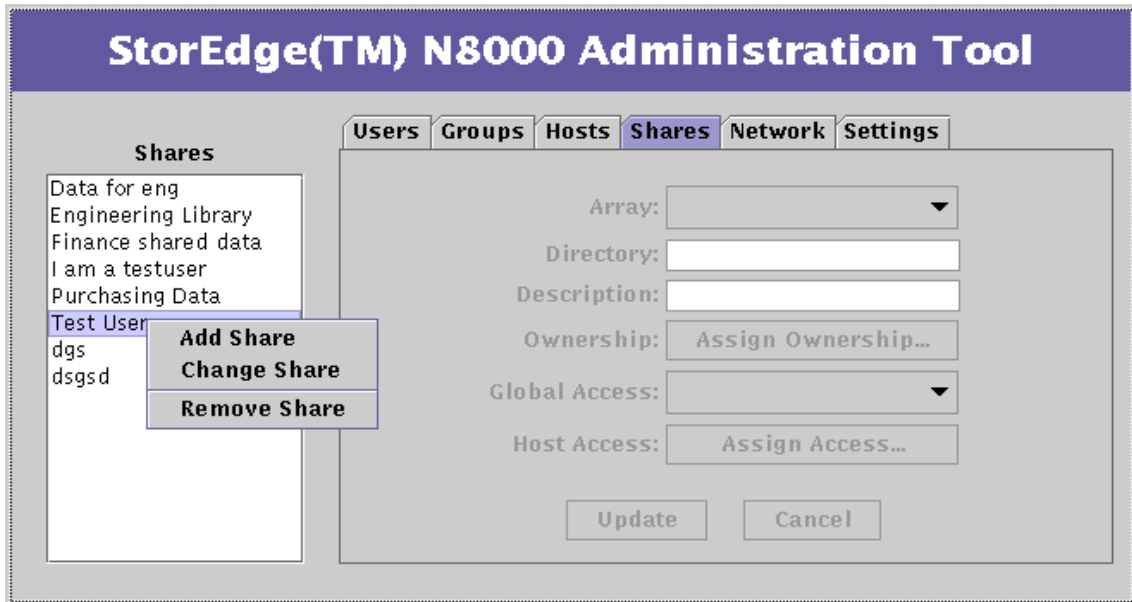 StorEdge(TM) N8000 Administration Tool
Users Groups Hosts Shares Network Settings
Shares
Data for eng
Engineering Library
Finance shared data
I am a testuser
Purchasing Data
Test User
dgs
dsgsd
Add Share
Change Share
Remove Share
Array:
Directory:
Description:
Ownership: Assign Ownership...
Global Access:
Host Access: Assign Access...
Update Cancel